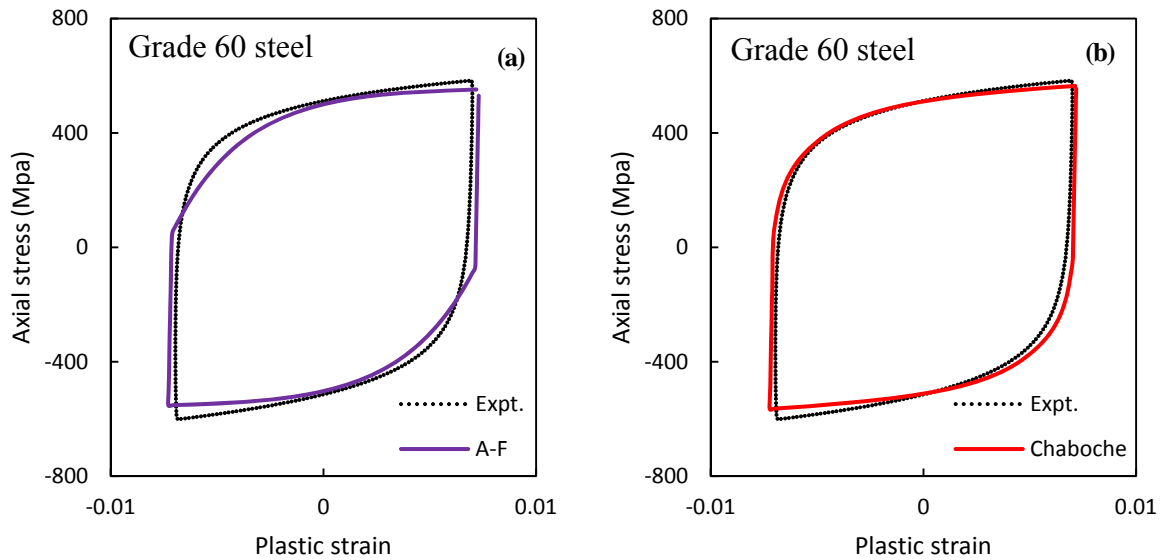 Grade 60 steel
(a)
800
400
0
-400
-800
Axial stress (Mpa)
Expt.
A-F
-0.01
0
0.01
Plastic strain
Grade 60 steel
(b)
800
400
0
-400
-800
Axial stress (Mpa)
Expt.
Chaboche
-0.01
0
0.01
Plastic strain